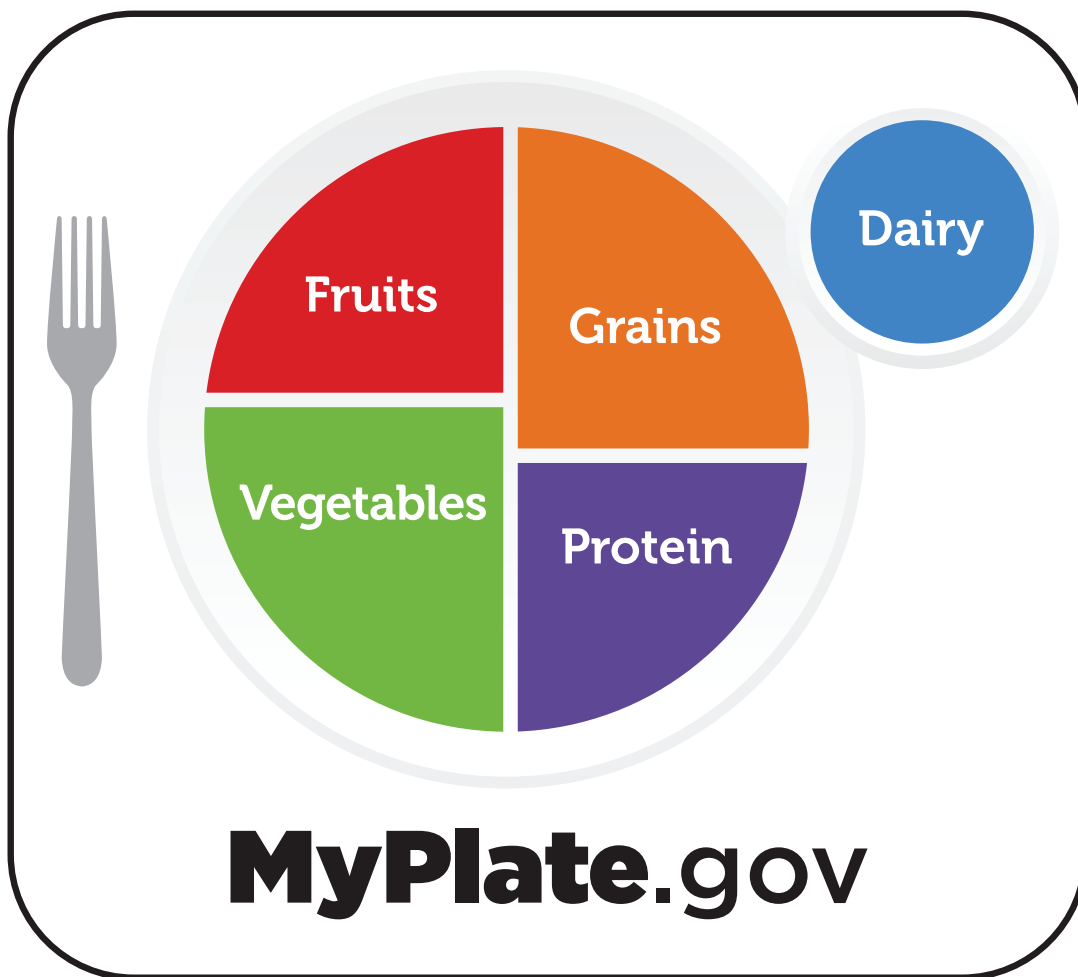 Fruits
Grains
Dairy
Vegetables
Protein
MyPlate.gov